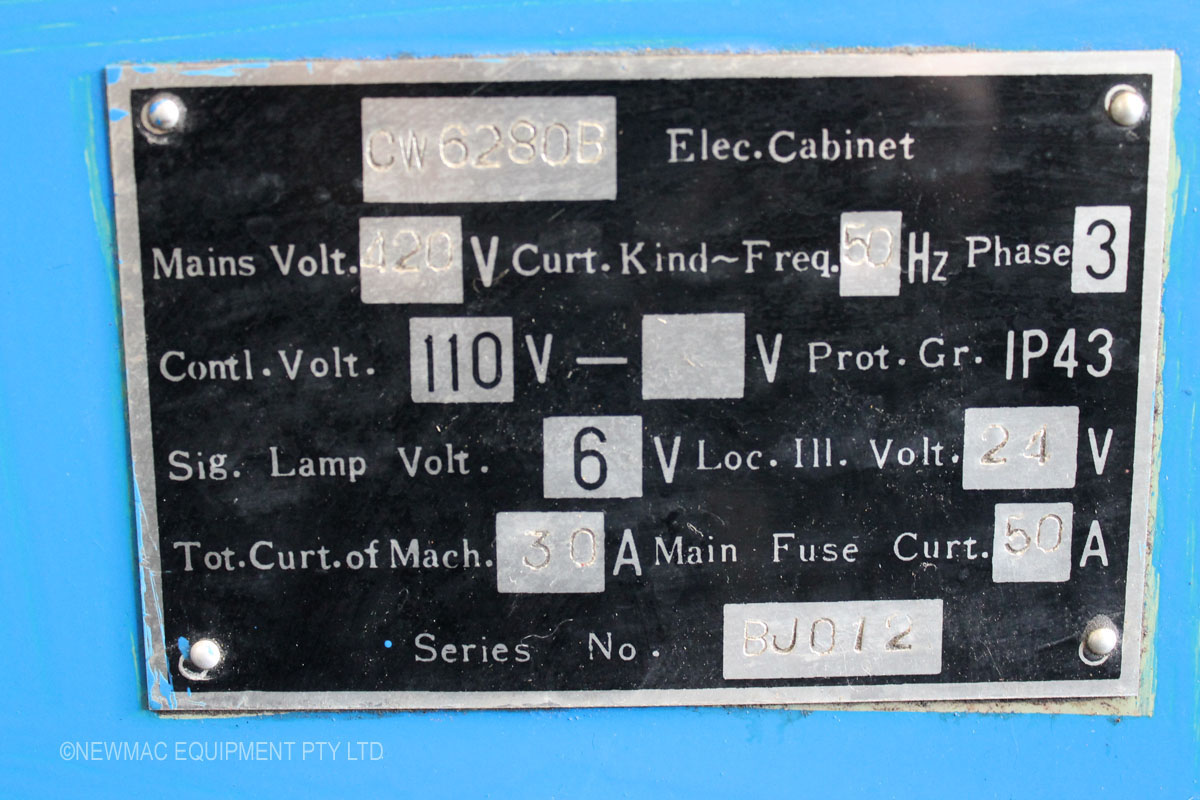 CW6280B Elec.Cabinet
Mains Volt. 420 V Curt. Kind~Freq. 50 Hz Phase 3
Contl.Volt. 110 V — V Prot. Gr. IP43
Sig. Lamp Volt. 6 V Loc. Ill. Volt. 24 V
Tot.Curt.of Mach. 30 A Main Fuse Curt. 50 A
Series No. BJ012
©NEWMAC EQUIPMENT PTY LTD